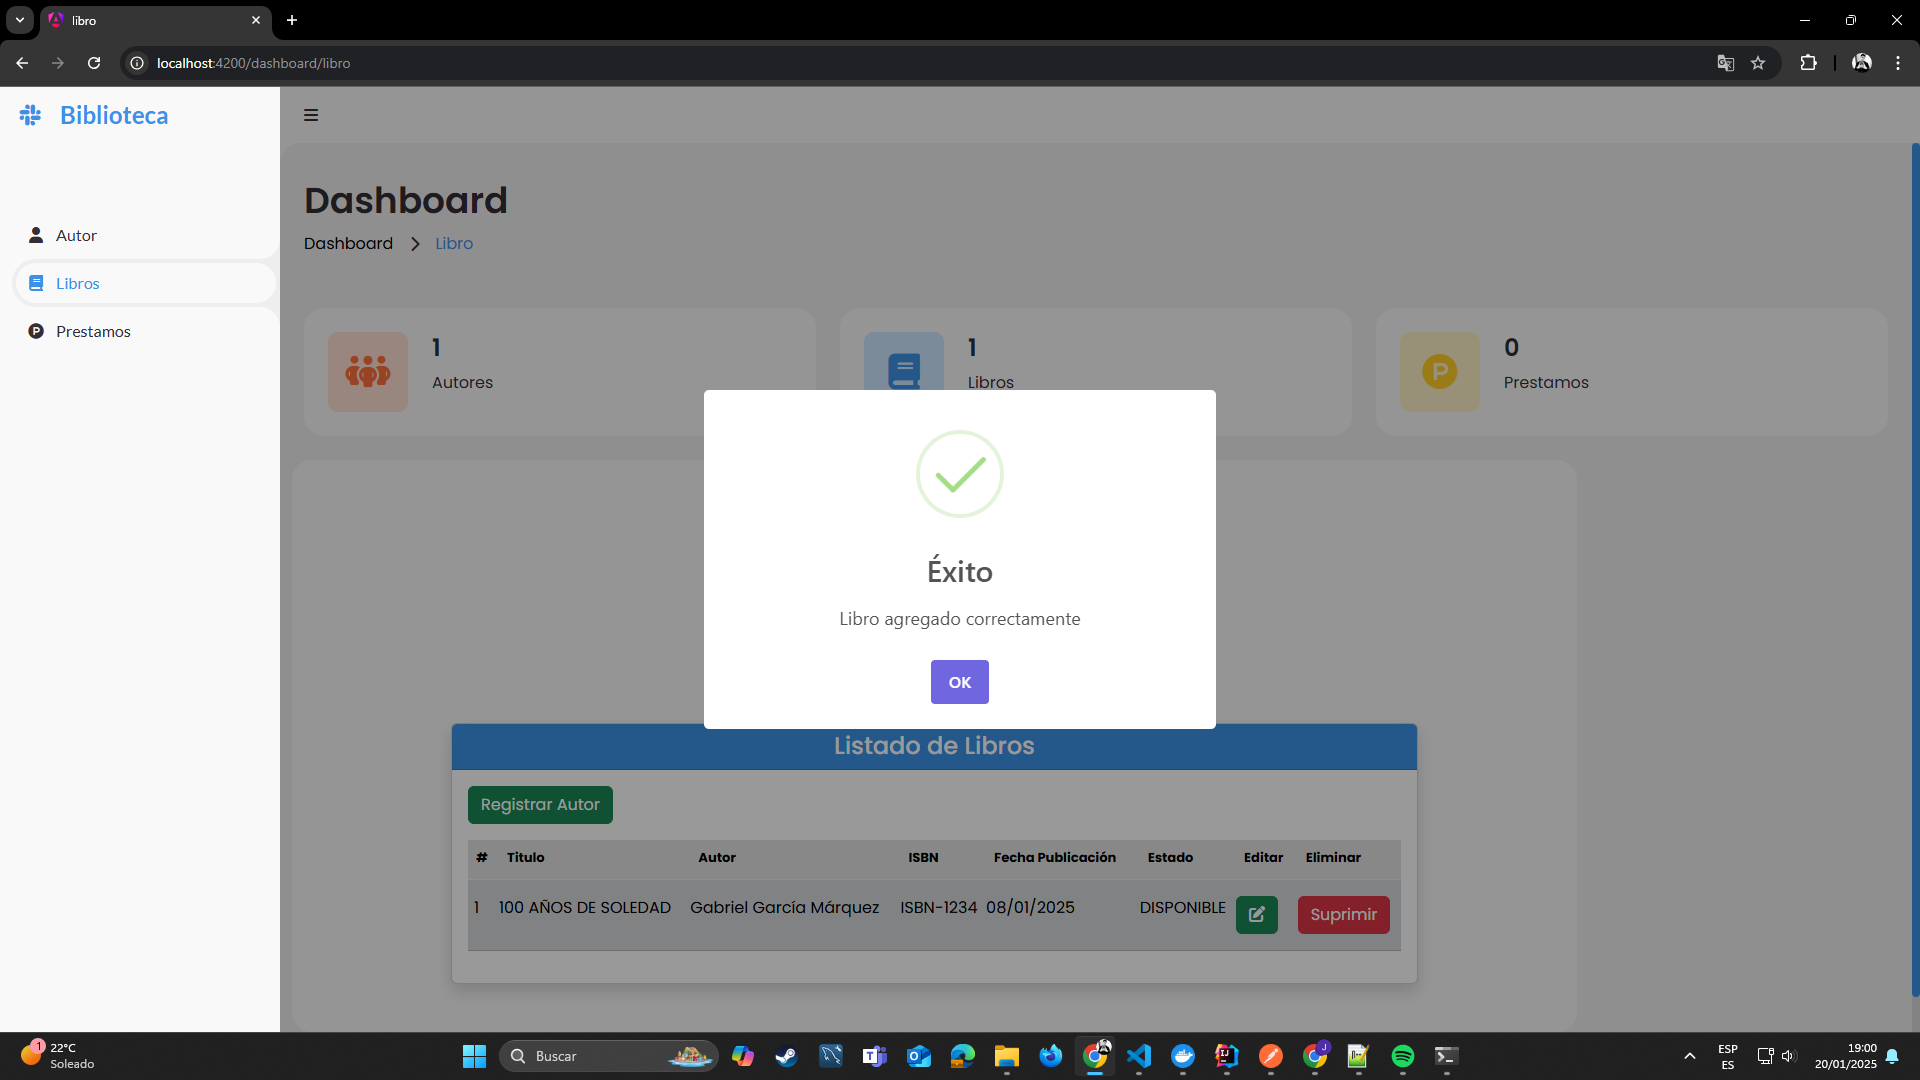 libro
localhost:4200/dashboard/libro
Biblioteca
Autor
Libros
Prestamos
Dashboard
Dashboard
Libro
1
Autores
1
Libros
0
Prestamos
P
Éxito
Libro agregado correctamente
OK
Listado de Libros
Registrar Autor
# Titulo Autor ISBN Fecha Publicación Estado Editar Eliminar
1 100 AÑOS DE SOLEDAD Gabriel García Márquez ISBN-1234 08/01/2025 DISPONIBLE Suprimir
1
22°C
Soleado
Buscar
J
ESP
ES
19:00
20/01/2025